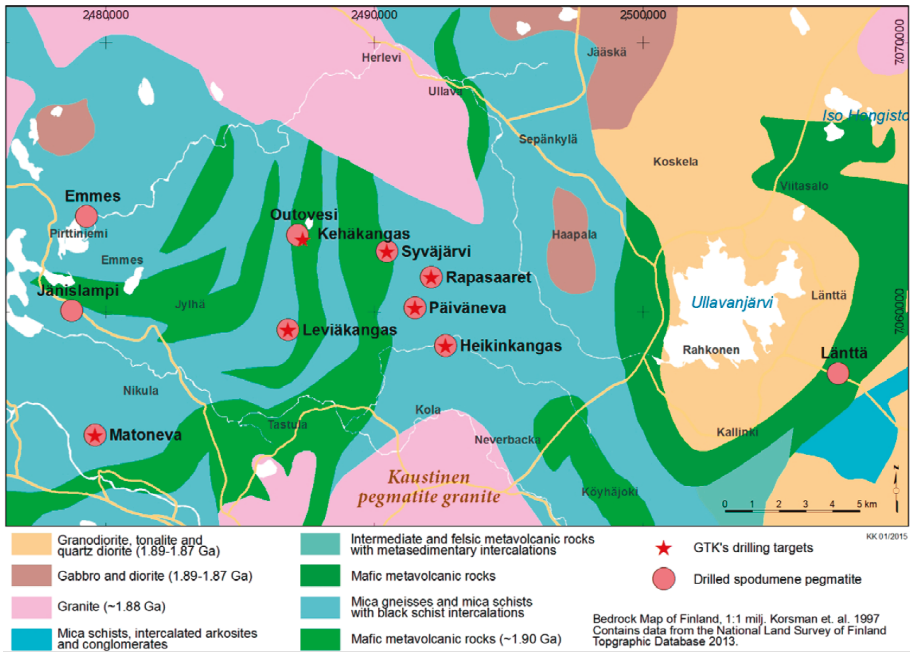 2480000
2490000
2500000
7070000
Jääskä
Herlevi
Ullava
Iso Hongisto
Sepänkylä
Koskela
Viitasalo
Emmes
Outovesi
Pirttiniemi
Kehäkangas
Haapala
Syväjärvi
Emmes
Rapasaaret
Jänislampi
Jylhä
Päiväneva
Ullavanjärvi
Länttä
7060000
Leviäkangas
Heikinkangas
Rahkonen
Länttä
Nikula
Kola
Tastula
Matoneva
Neverbacka
Kallinki
Kaustinen
pegmatite granite
Köyhäjoki
z
0 1 2 3 4 5 km
KK 01/2015
Granodiorite, tonalite and
quartz diorite (1.89-1.87 Ga)
Gabbro and diorite (1.89-1.87 Ga)
Granite (~1.88 Ga)
Mica schists, intercalated arkosites
and conglomerates
Intermediate and felsic metavolcanic rocks
with metasedimentary intercalations
Mafic metavolcanic rocks
Mica gneisses and mica schists
with black schist intercalations
Mafic metavolcanic rocks (~1.90 Ga)
GTK's drilling targets
Drilled spodumene pegmatite
Bedrock Map of Finland, 1:1 milj. Korsman et. al. 1997
Contains data from the National Land Survey of Finland
Topgraphic Database 2013.